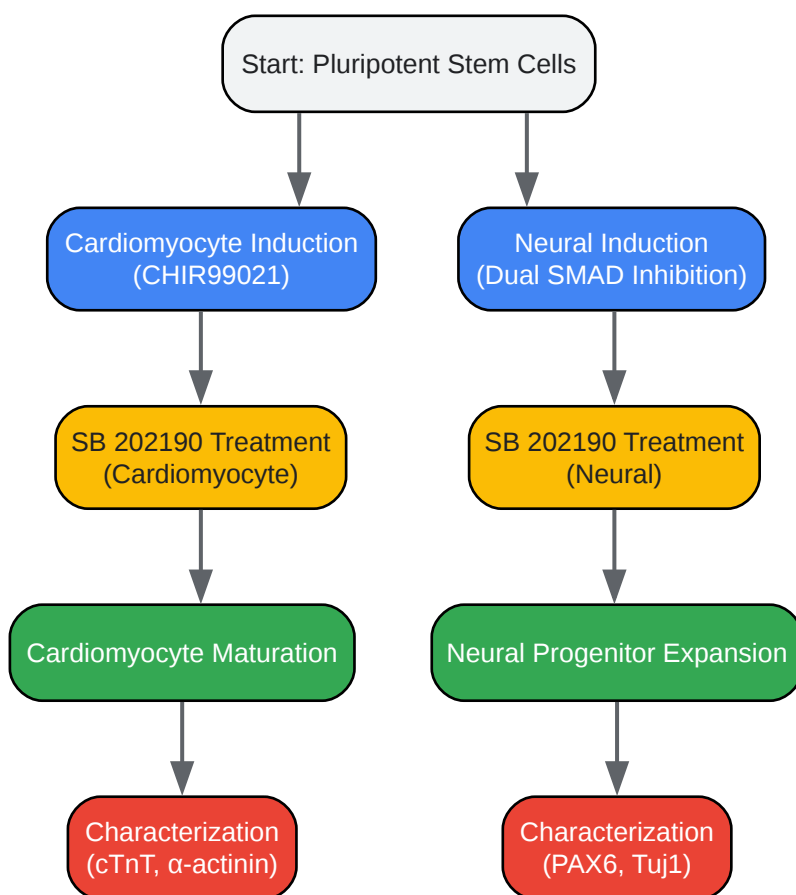 Start: Pluripotent Stem Cells
Cardiomyocyte Induction
(CHIR99021)
Neural Induction
(Dual SMAD Inhibition)
SB 202190 Treatment
(Cardiomyocyte)
SB 202190 Treatment
(Neural)
Cardiomyocyte Maturation
Neural Progenitor Expansion
Characterization
(cTnT, α-actinin)
Characterization
(PAX6, Tuj1)